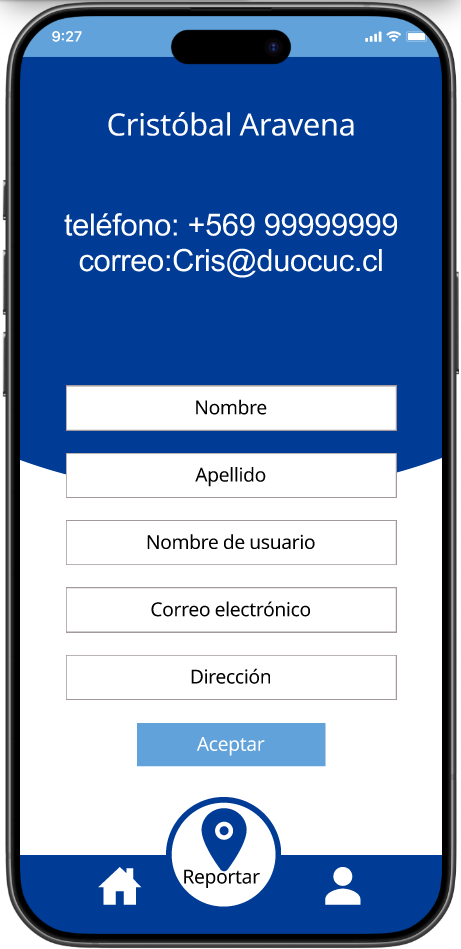 9:27
Cristóbal Aravena
teléfono: +569 99999999
correo:Cris@duocuc.cl
Nombre
Apellido
Nombre de usuario
Correo electrónico
Dirección
Aceptar
Reportar